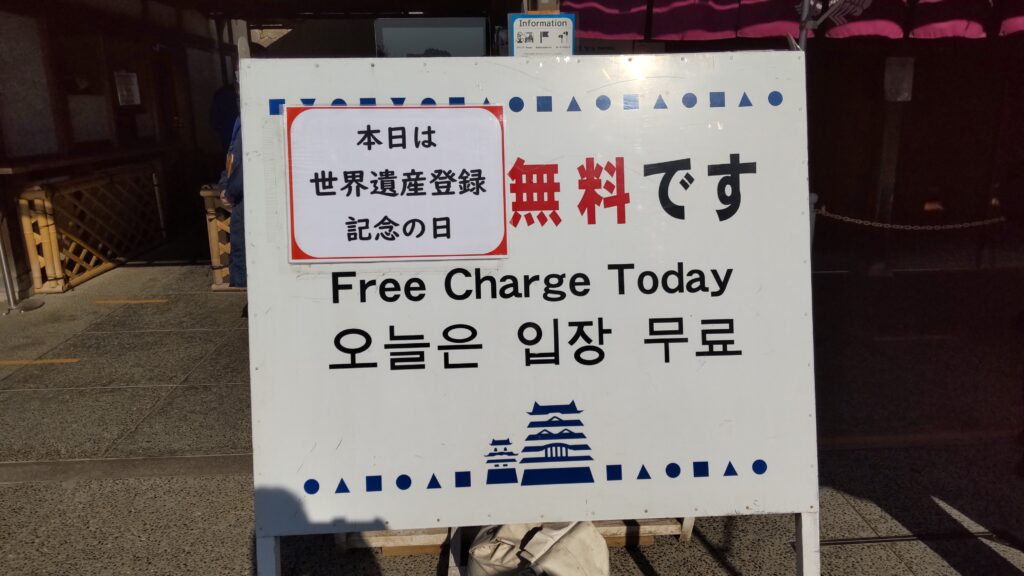 Information
本日は
世界遺産登録
記念の日
無料です
Free Charge Today
오늘은 입장 무료